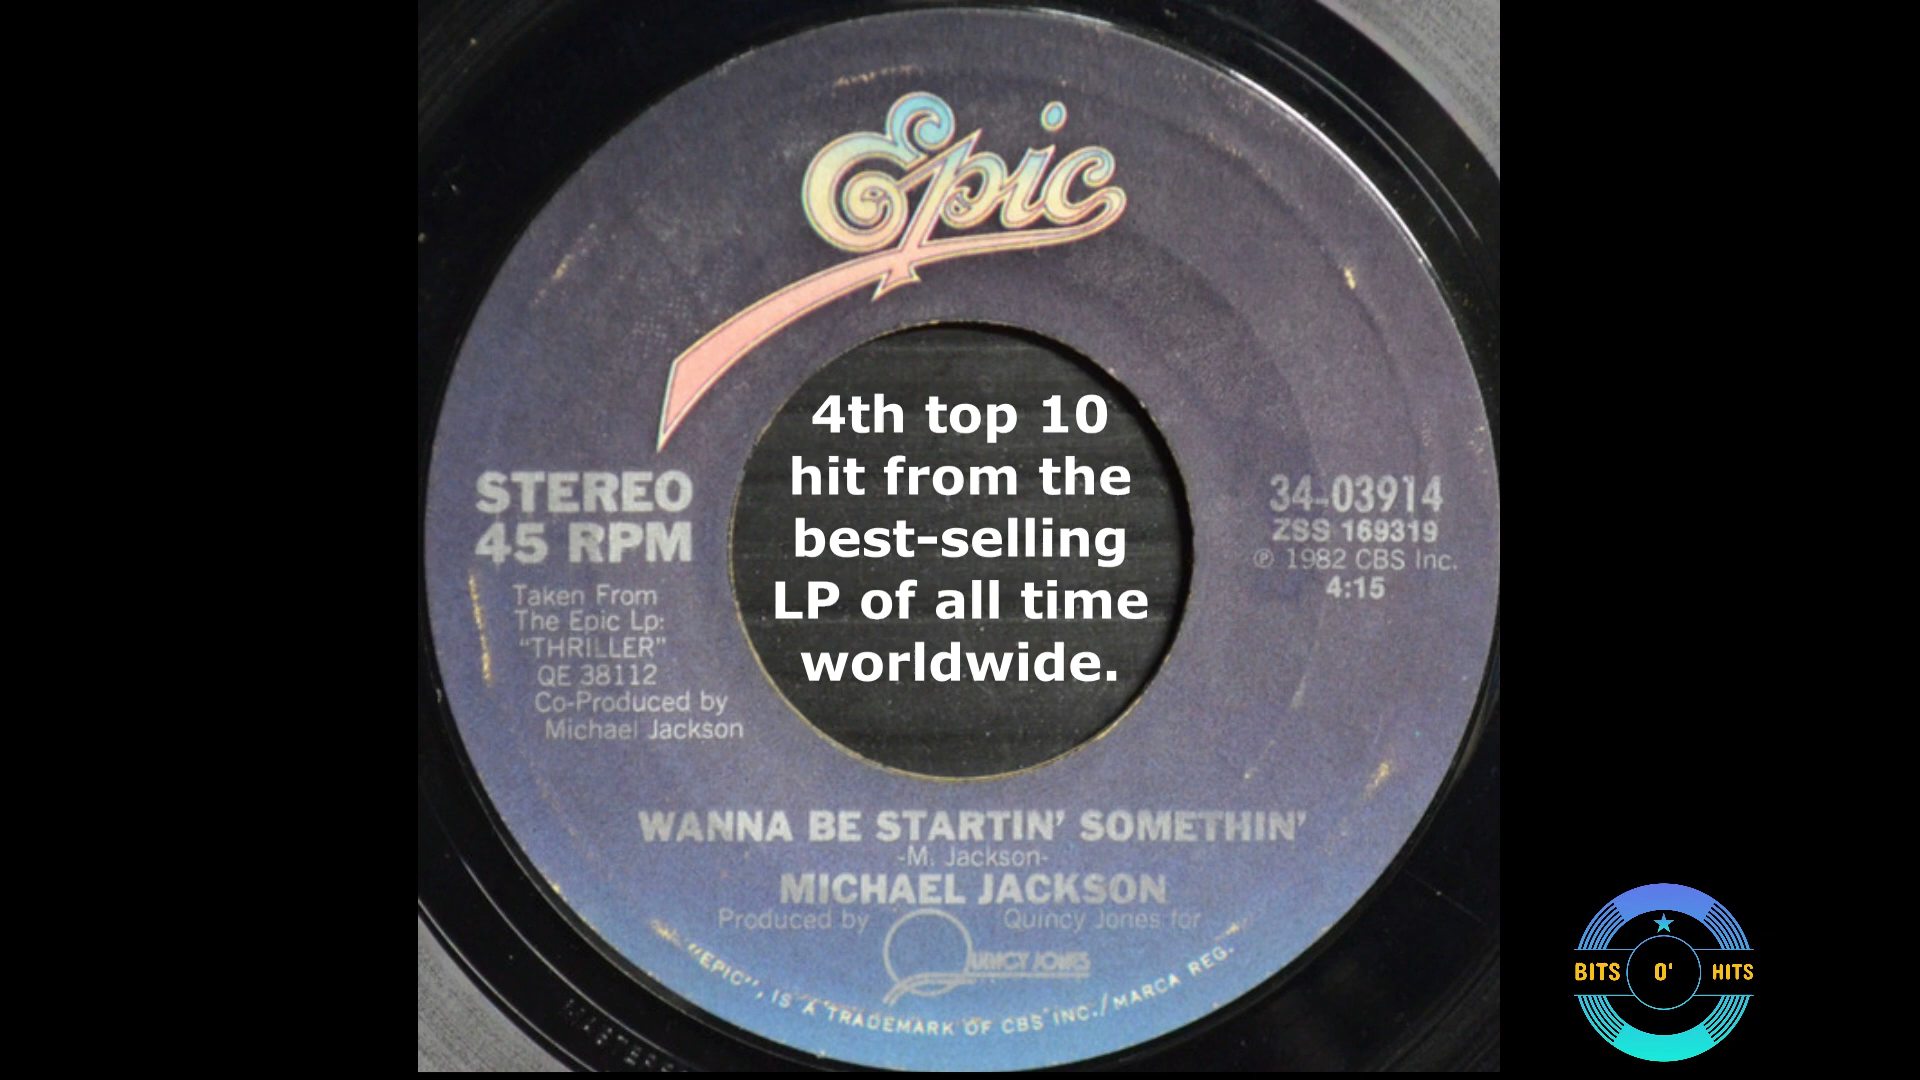 Epic
4th top 10
hit from the
best-selling
LP of all time
worldwide.
STEREO
45 RPM
Taken From
The Epic Lp:
“THRILLER”
QE 38112
Co-Produced by
Michael Jackson
34-03914
ZSS 169319
℗ 1982 CBS Inc.
4:15
WANNA BE STARTIN’ SOMETHIN’
-M. Jackson-
MICHAEL JACKSON
Produced by Quincy Jones for
QUINCY JONES
“EPIC”, IS A TRADEMARK OF CBS INC./MARCA REG.
BITS O' HITS